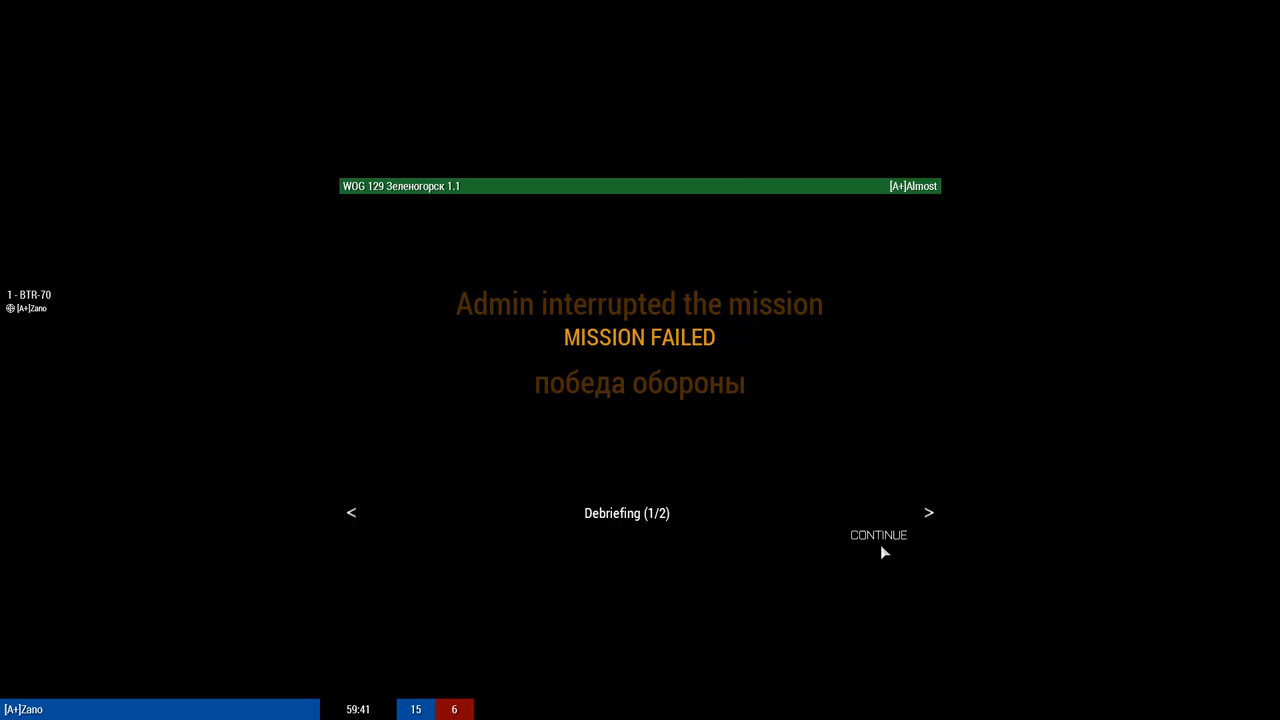 WOG 129 Зеленогорск 1.1 [A+]Almost
1 - BTR-70
[A+]Zano
Admin interrupted the mission
MISSION FAILED
победа обороны
< Debriefing (1/2) >
CONTINUE
[A+]Zano 59:41 15 6